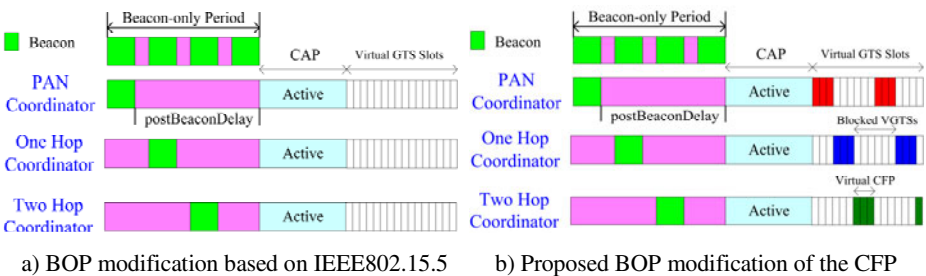 Beacon-only Period
Beacon
CAP
Virtual GTS Slots
PAN
Coordinator
Active
postBeaconDelay
One Hop
Coordinator
Active
Two Hop
Coordinator
Active
a) BOP modification based on IEEE802.15.5
Beacon-only Period
Beacon
CAP
Virtual GTS Slots
PAN
Coordinator
Active
postBeaconDelay
Blocked VGTSs
One Hop
Coordinator
Active
Virtual CFP
Two Hop
Coordinator
Active
b) Proposed BOP modification of the CFP